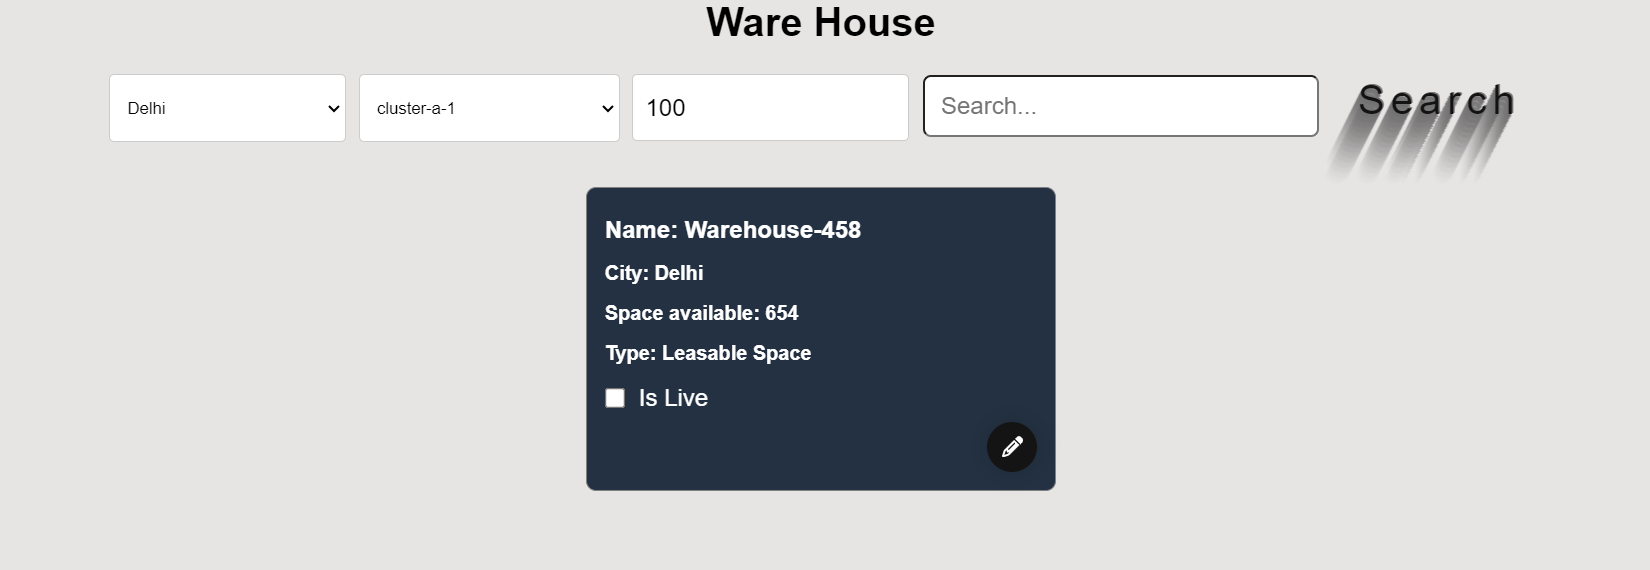 Ware House
Delhi
cluster-a-1
100
Search...
Search
Name: Warehouse-458
City: Delhi
Space available: 654
Type: Leasable Space
Is Live